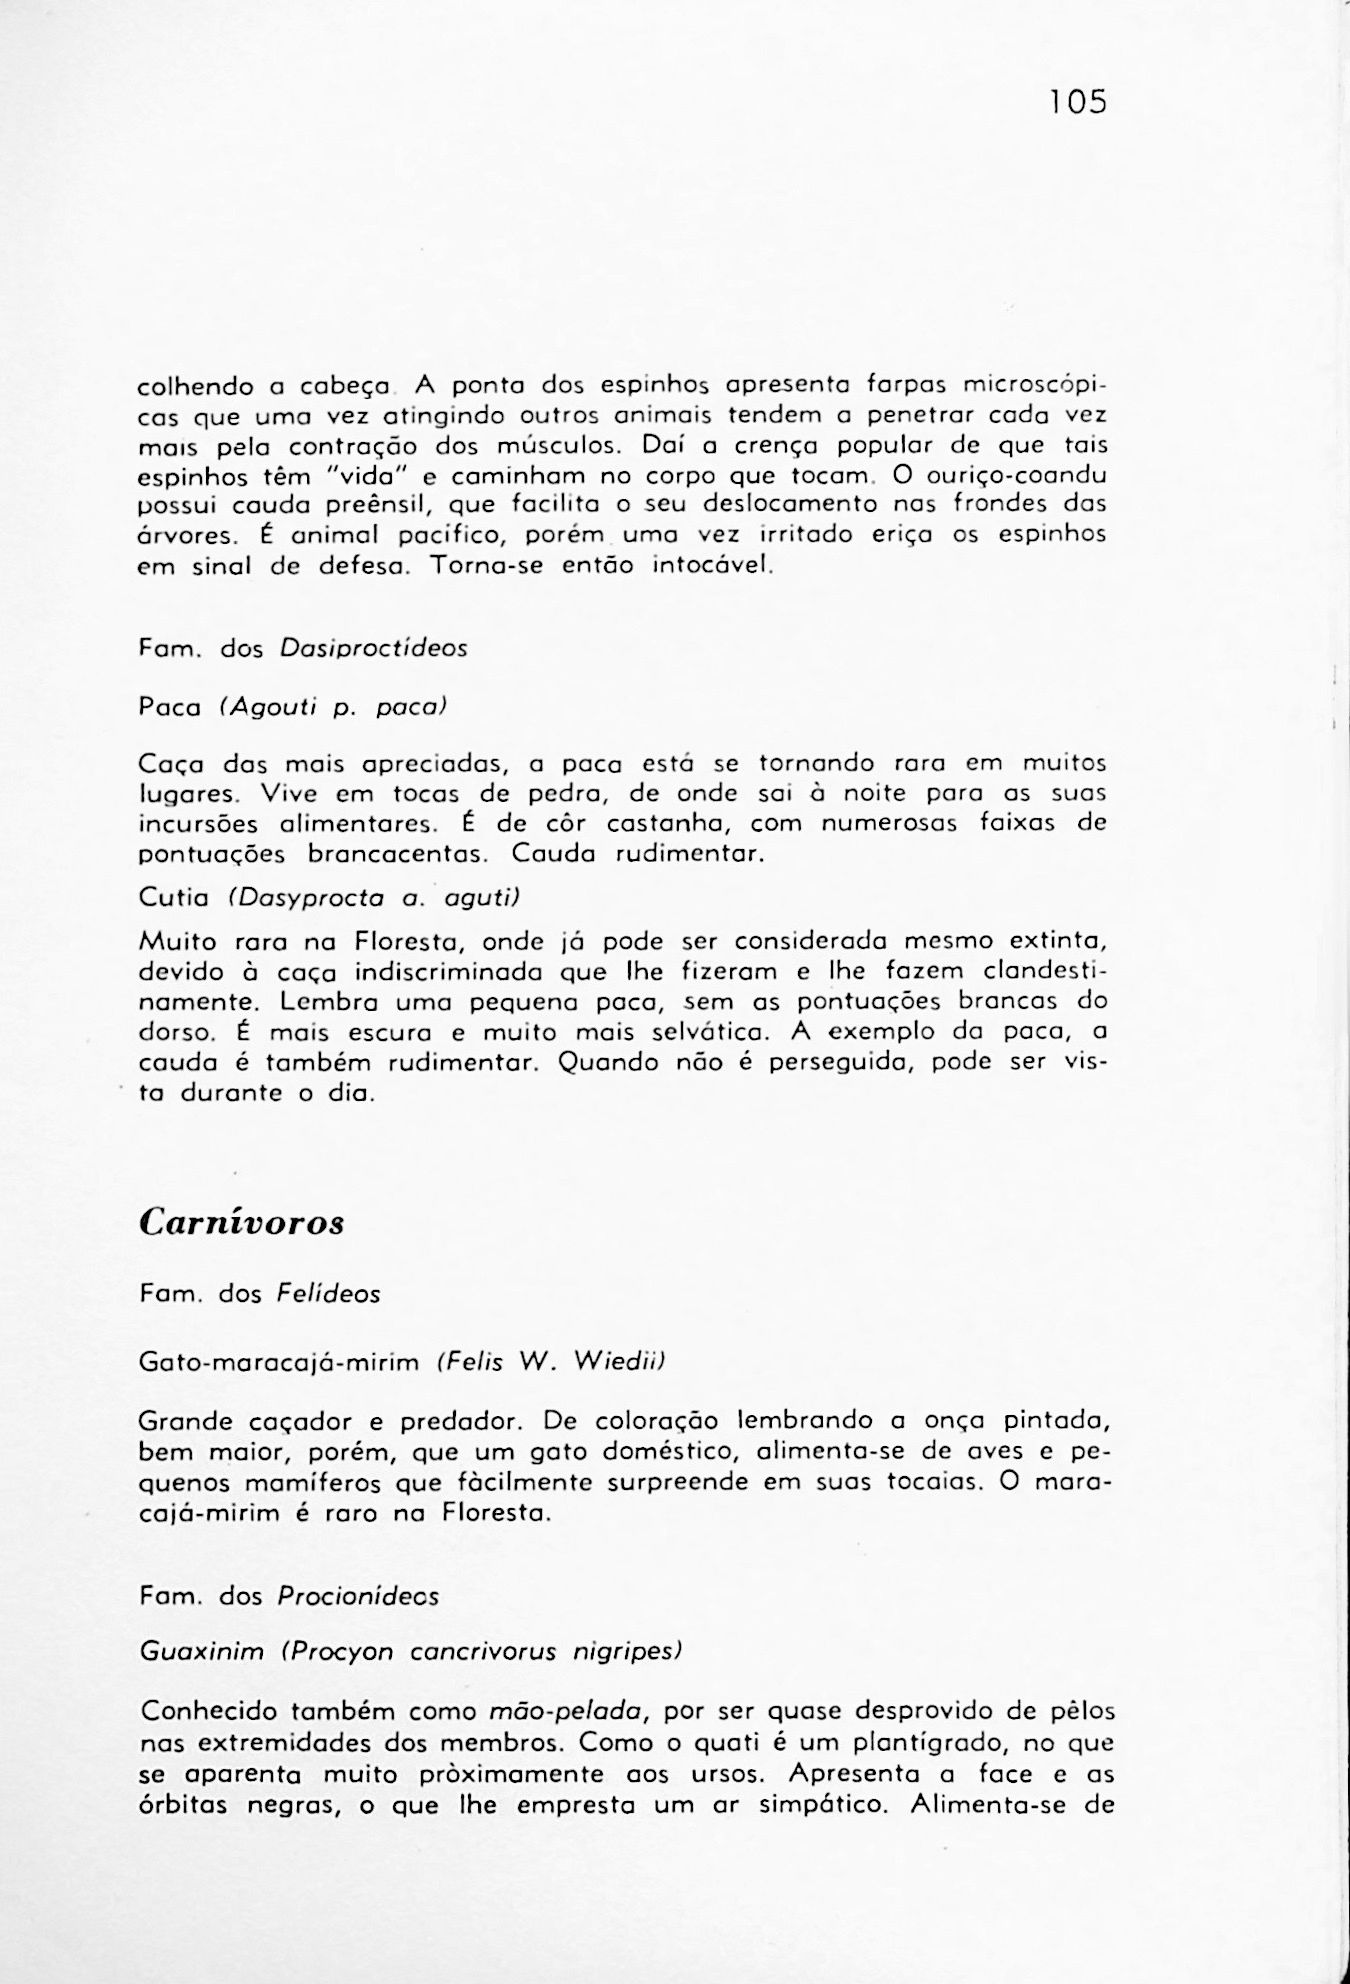 105
colhendo a cabeça. A ponta dos espinhos apresenta farpas microscópi-
cas que uma vez atingindo outros animais tendem a penetrar cada vez
mais pela contração dos músculos. Daí a crença popular de que tais
espinhos têm "vida" e caminham no corpo que tocam. O ouriço-coandu
possui cauda preênsil, que facilita o seu deslocamento nas frondes das
árvores. É animal pacífico, porém uma vez irritado eriça os espinhos
em sinal de defesa. Torna-se então intocável.
Fam. dos Dasiproctídeos
Paca (Agouti p. paca)
Caça das mais apreciadas, a paca está se tornando rara em muitos
lugares. Vive em tocas de pedra, de onde sai à noite para as suas
incursões alimentares. É de côr castanha, com numerosas faixas de
pontuações brancacentas. Cauda rudimentar.
Cutia (Dasyprocta a. aguti)
Muito rara na Floresta, onde já pode ser considerada mesmo extinta,
devido à caça indiscriminada que lhe fizeram e lhe fazem clandesti-
namente. Lembra uma pequena paca, sem as pontuações brancas do
dorso. É mais escura e muito mais selvática. A exemplo da paca, a
cauda é também rudimentar. Quando não é perseguida, pode ser vis-
ta durante o dia.
Carnívoros
Fam. dos Felídeos
Gato-maracajá-mirim (Felis W. Wiedii)
Grande caçador e predador. De coloração lembrando a onça pintada,
bem maior, porém, que um gato doméstico, alimenta-se de aves e pe-
quenos mamíferos que fàcilmente surpreende em suas tocaias. O mara-
cajá-mirim é raro na Floresta.
Fam. dos Procionídeos
Guaxinim (Procyon cancrivorus nigripes)
Conhecido também como mão-pelada, por ser quase desprovido de pêlos
nas extremidades dos membros. Como o quati é um plantígrado, no que
se aparenta muito pròximamente aos ursos. Apresenta a face e as
órbitas negras, o que lhe empresta um ar simpático. Alimenta-se de